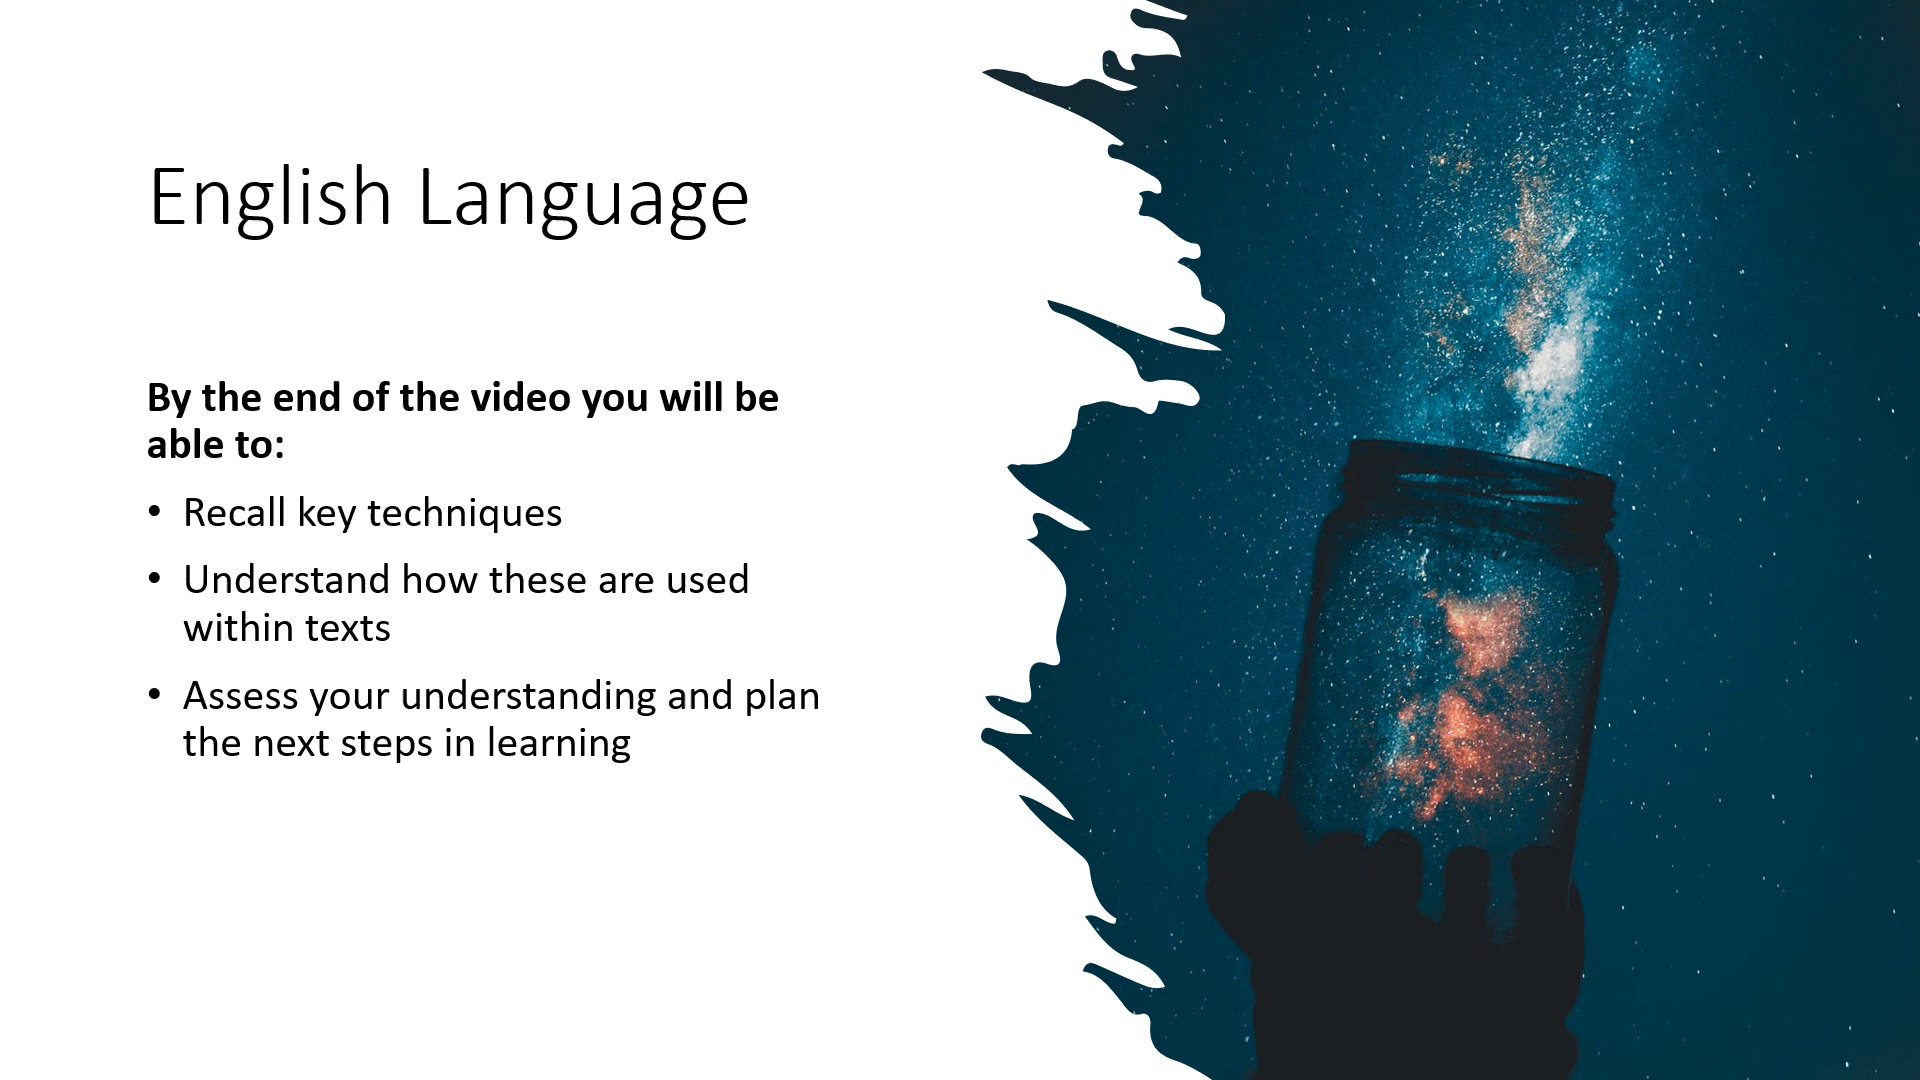 English Language
By the end of the video you will be
able to:
• Recall key techniques
• Understand how these are used
within texts
• Assess your understanding and plan
the next steps in learning